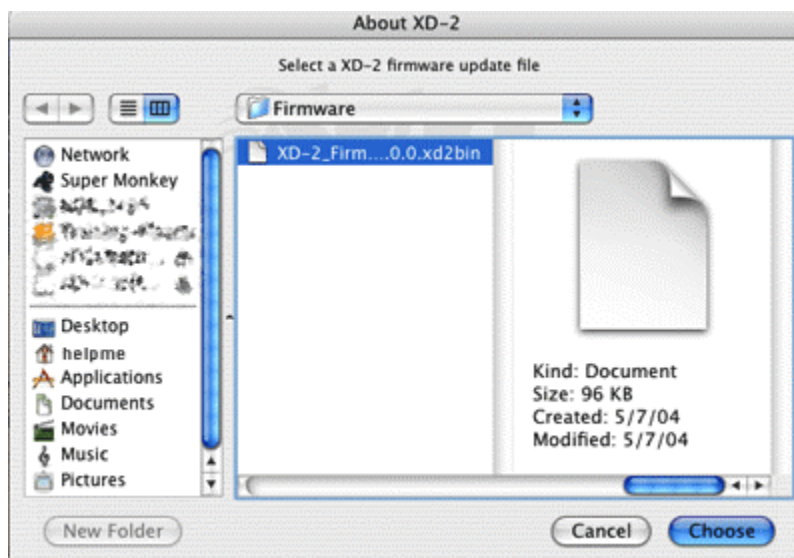 About XD-2
Select a XD-2 firmware update file
Firmware
Network
Super Monkey
Desktop
helpme
Applications
Documents
Movies
Music
Pictures
XD-2_Firm....0.0.xd2bin
Kind: Document
Size: 96 KB
Created: 5/7/04
Modified: 5/7/04
New Folder
Cancel
Choose